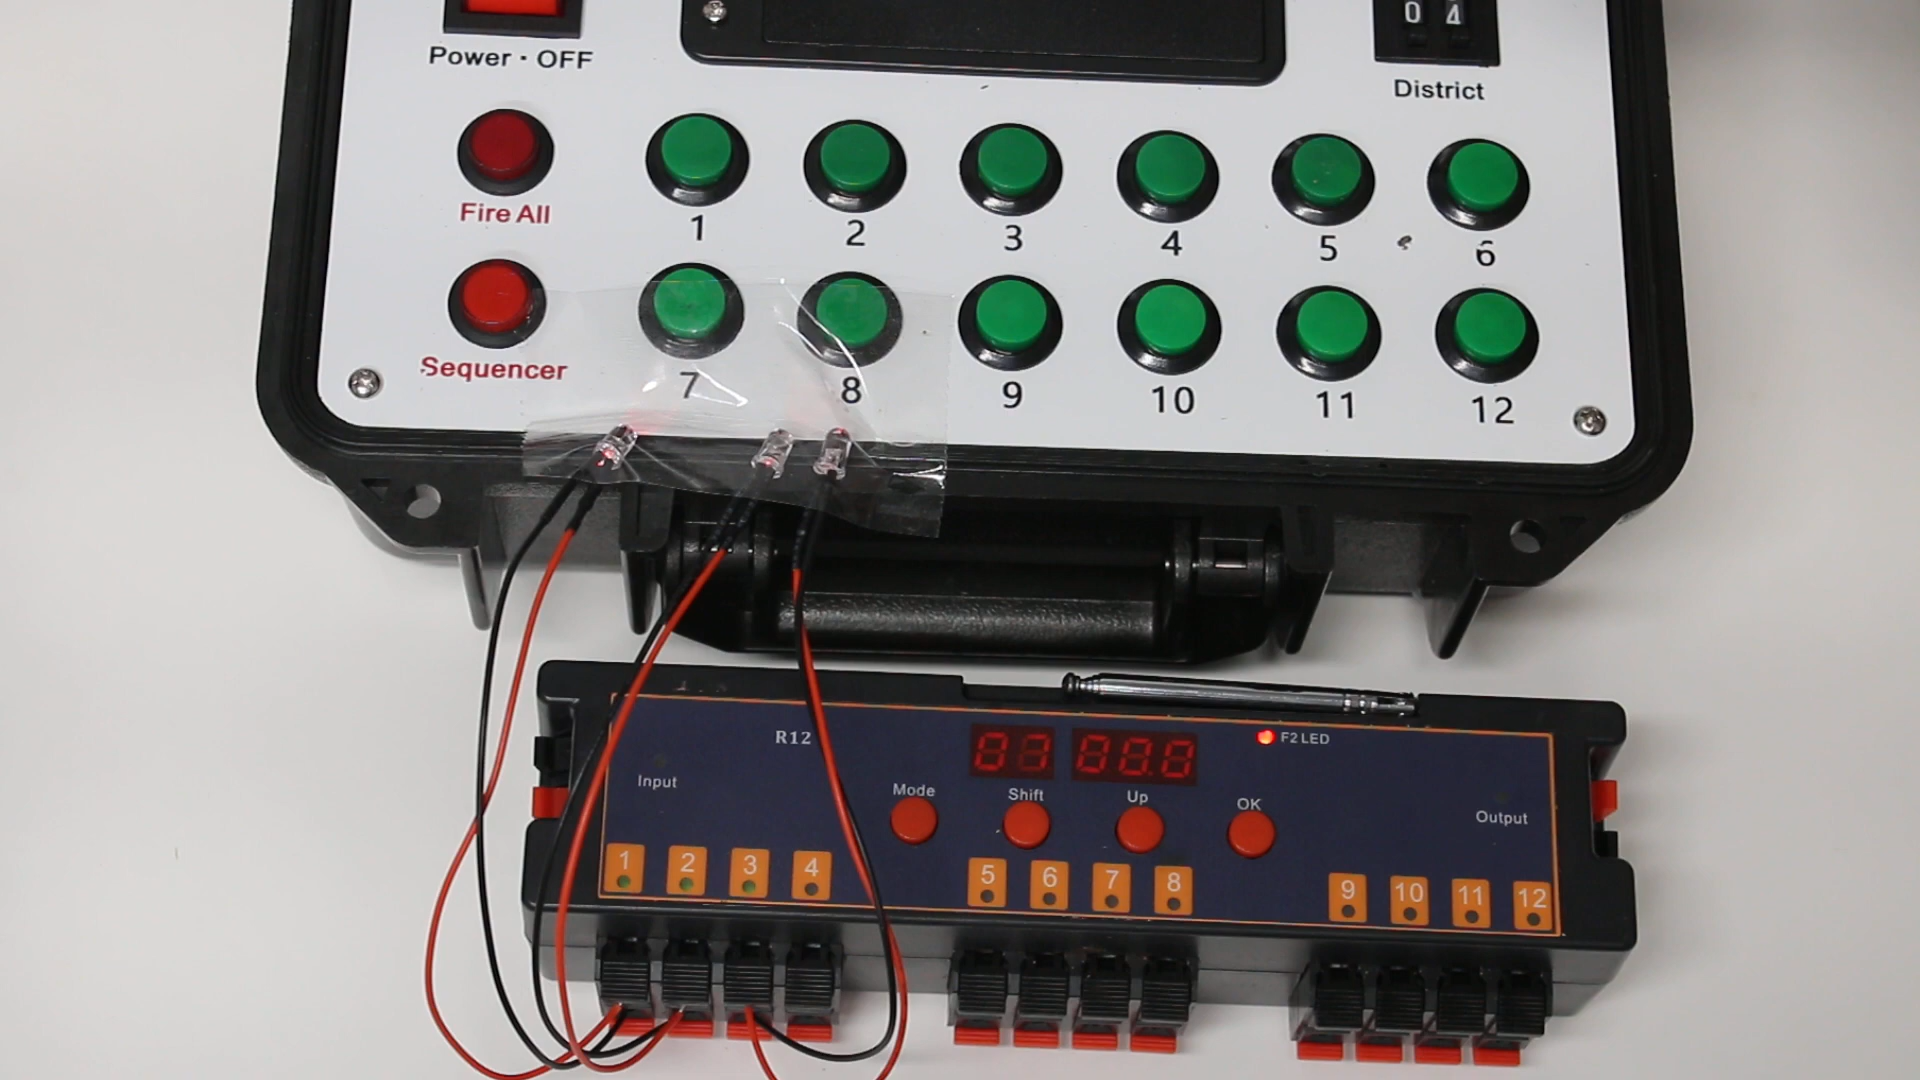 04
Power · OFF
District
Fire All
1 2 3 4 5 6
Sequencer
7 8 9 10 11 12
R12
F2 LED
Input
Mode Shift Up OK
Output
1 2 3 4 5 6 7 8 9 10 11 12